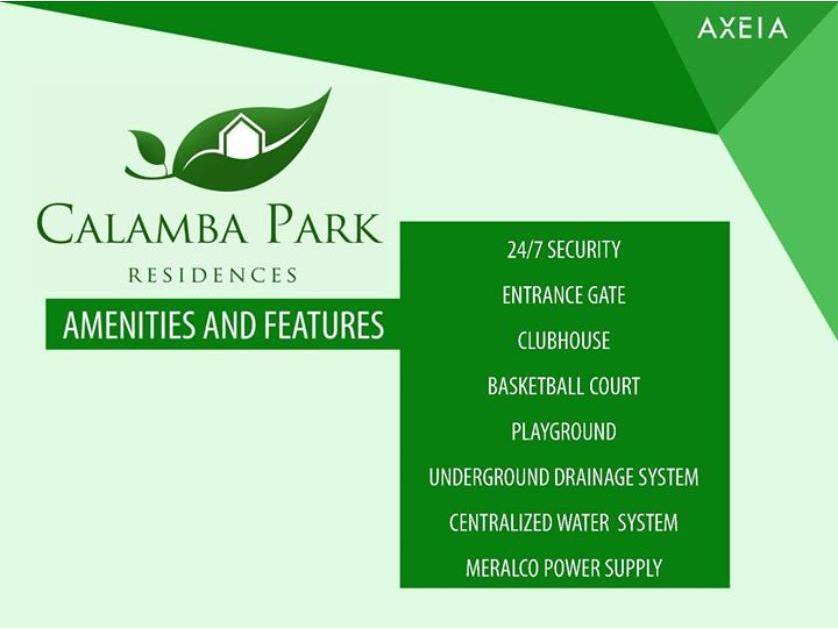 AXEIA
CALAMBA PARK
RESIDENCES
AMENITIES AND FEATURES
24/7 SECURITY
ENTRANCE GATE
CLUBHOUSE
BASKETBALL COURT
PLAYGROUND
UNDERGROUND DRAINAGE SYSTEM
CENTRALIZED WATER SYSTEM
MERALCO POWER SUPPLY